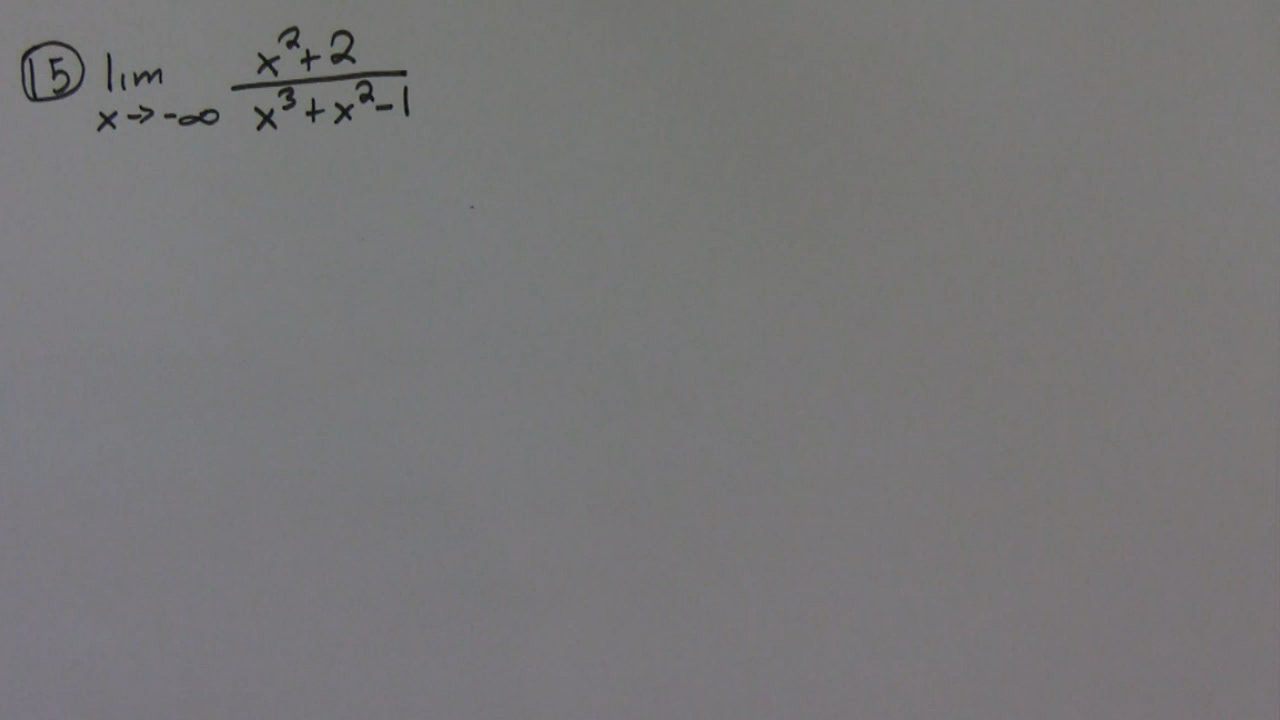 ⑮ lim x→-∞ (x²+2)/(x³+x²-1)